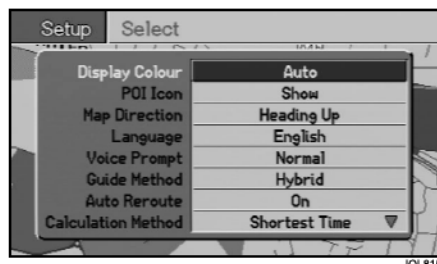 Setup Select
Display Colour Auto
POI Icon Show
Map Direction Heading Up
Language English
Voice Prompt Normal
Guide Method Hybrid
Auto Reroute On
Calculation Method Shortest Time